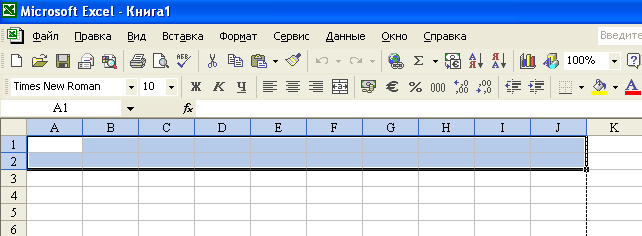 Microsoft Excel - Книга1
Файл Правка Вид Вставка Формат Сервис Данные Окно Справка Введите
100%
Times New Roman 10 Ж К Ч € % 000
A1 fx
A B C D E F G H I J K
1
2
3
4
5
6